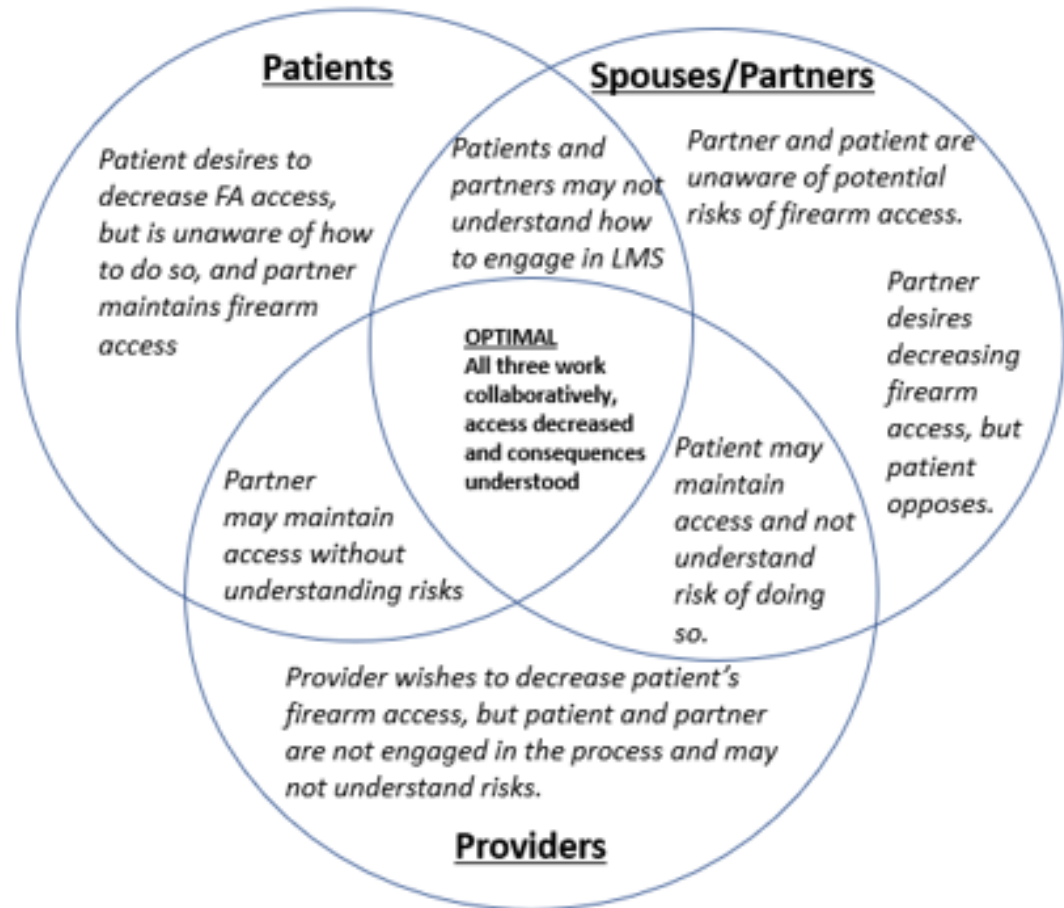 Patients
Patient desires to
decrease FA access,
but is unaware of how
to do so, and partner
maintains firearm
access
Patients and
partners may not
understand how
to engage in LMS
Spouses/Partners
Partner and patient are
unaware of potential
risks of firearm access.
Partner
desires
decreasing
firearm
access, but
patient
opposes.
OPTIMAL
All three work
collaboratively,
access decreased
and consequences
understood
Partner
may maintain
access without
understanding risks
Patient may
maintain
access and not
understand
risk of doing
so.
Provider wishes to decrease patient's
firearm access, but patient and partner
are not engaged in the process and may
not understand risks.
Providers